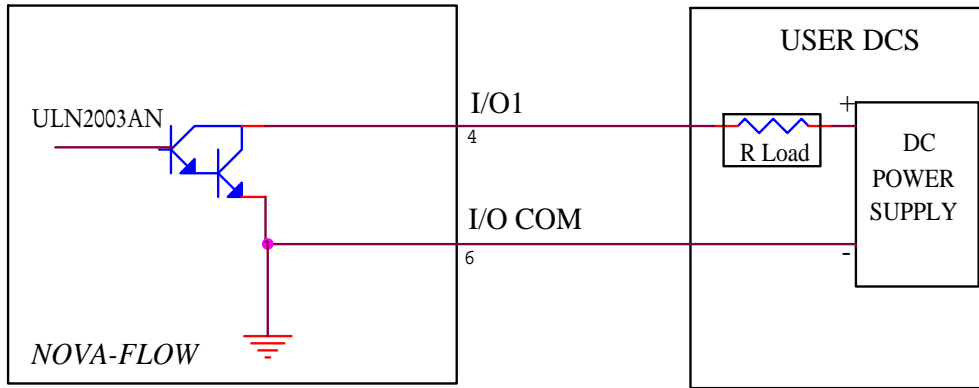 USER DCS
ULN2003AN
I/O1
4
+
R Load
DC
POWER
SUPPLY
I/O COM
6
-
NOVA-FLOW